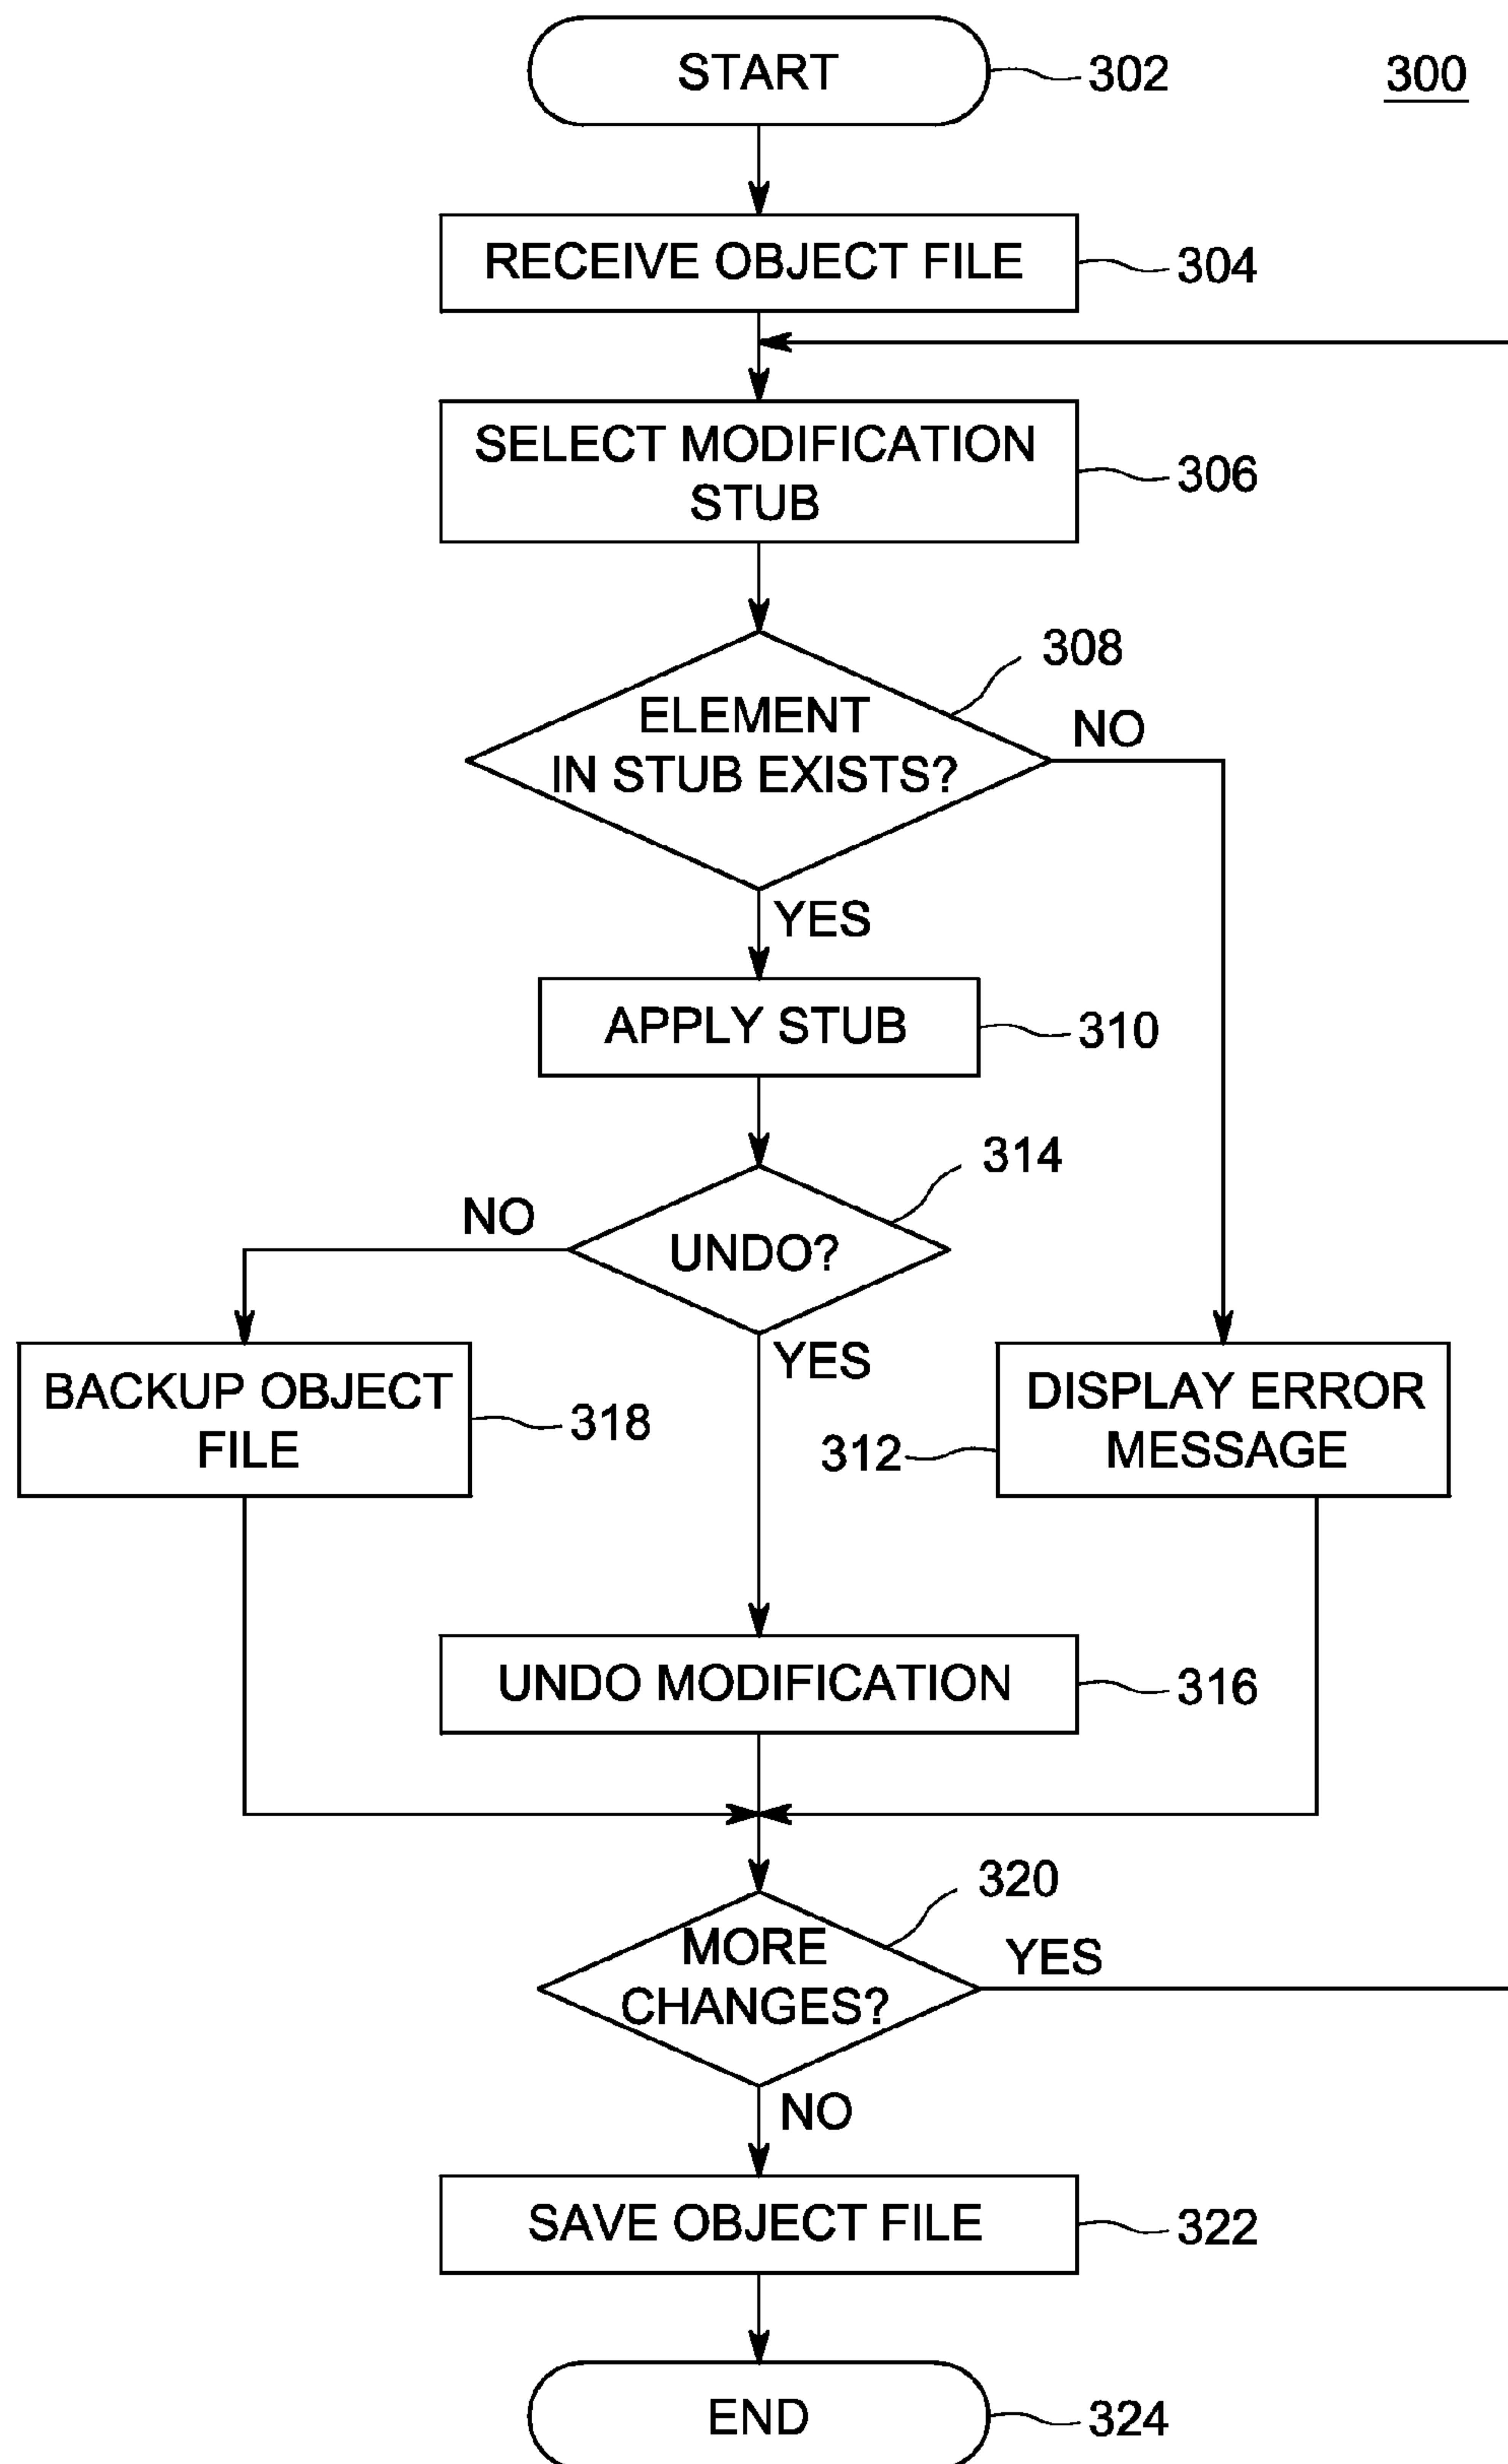 START
302
300
RECEIVE OBJECT FILE
304
SELECT MODIFICATION
STUB
306
308
ELEMENT
IN STUB EXISTS?
NO
YES
APPLY STUB
310
314
NO
UNDO?
YES
BACKUP OBJECT
FILE
318
312
DISPLAY ERROR
MESSAGE
UNDO MODIFICATION
316
320
MORE
CHANGES?
YES
NO
SAVE OBJECT FILE
322
END
324